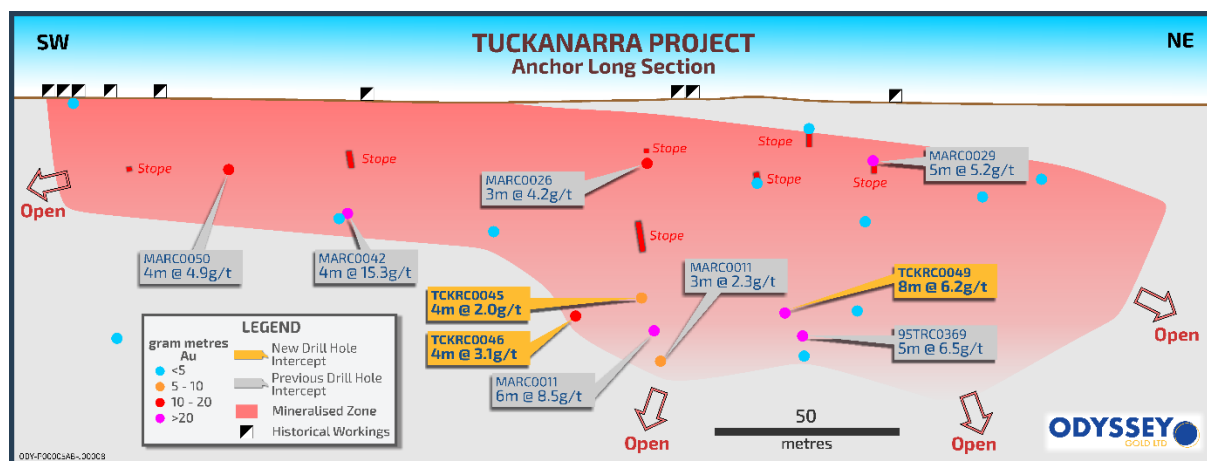 SW
TUCKANARRA PROJECT
NE
Anchor Long Section
Stope
Stope
Stope
Stope
Stope
Stope
MARC0029
5m @ 5.2g/t
MARC0026
3m @ 4.2g/t
Open
MARC0050
4m @ 4.9g/t
MARC0042
4m @ 15.3g/t
MARC0011
3m @ 2.3g/t
TCKRC0049
8m @ 6.2g/t
TCKRC0045
4m @ 2.0g/t
TCKRC0046
4m @ 3.1g/t
95TRC0369
5m @ 6.5g/t
MARC0011
6m @ 8.5g/t
Open
Open
Open
LEGEND
gram metres
Au
<5
5 - 10
10 - 20
>20
New Drill Hole
Intercept
Previous Drill Hole
Intercept
Mineralised Zone
Historical Workings
50
metres
ODYSSEY
GOLD LTD